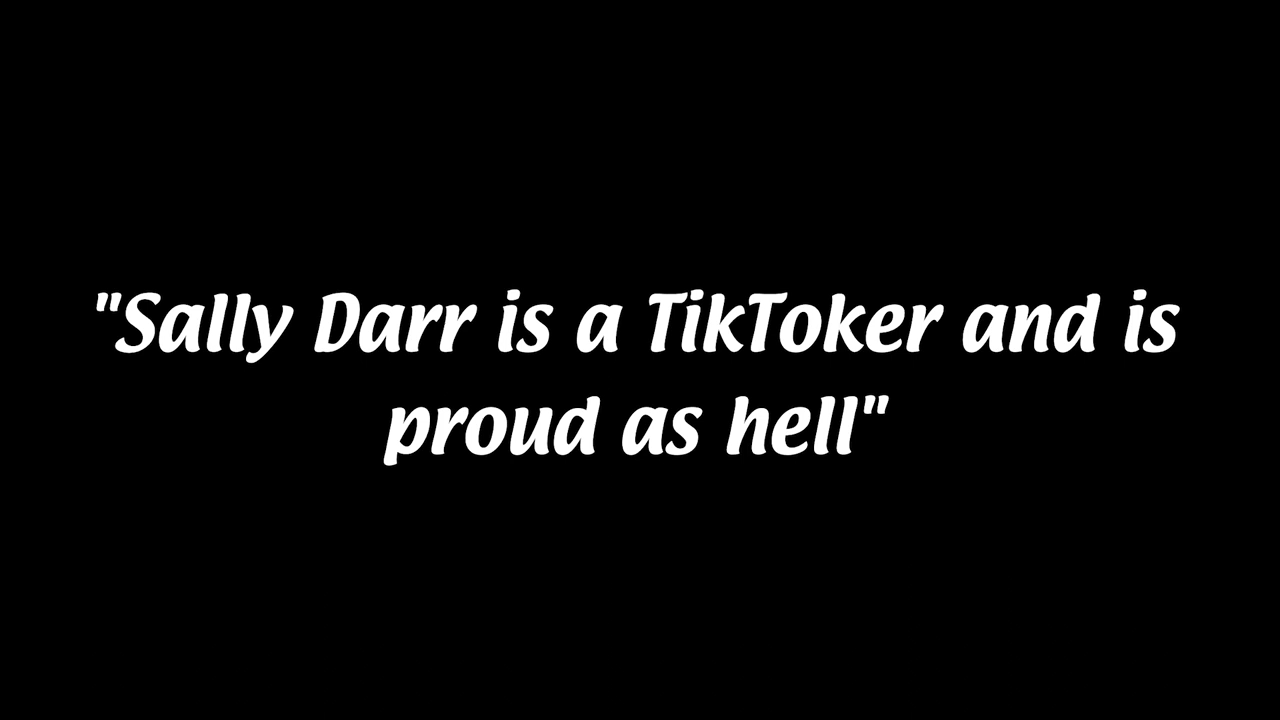 "Sally Darr is a TikToker and is
proud as hell"